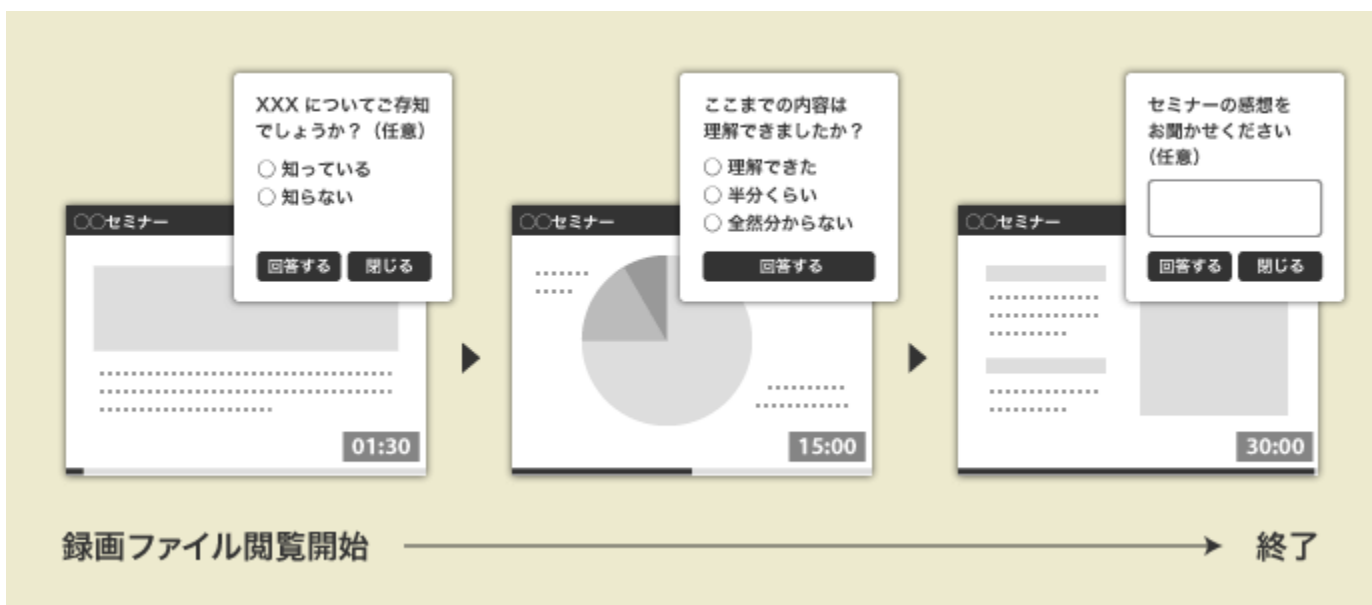 XXX についてご存知
でしょうか？（任意）
○ 知っている
○ 知らない
回答する
閉じる
○○セミナー
01:30
ここまでの内容は
理解できましたか？
○ 理解できた
○ 半分くらい
○ 全然分からない
回答する
○○セミナー
15:00
セミナーの感想を
お聞かせください
（任意）
回答する
閉じる
○○セミナー
30:00
録画ファイル閲覧開始
終了